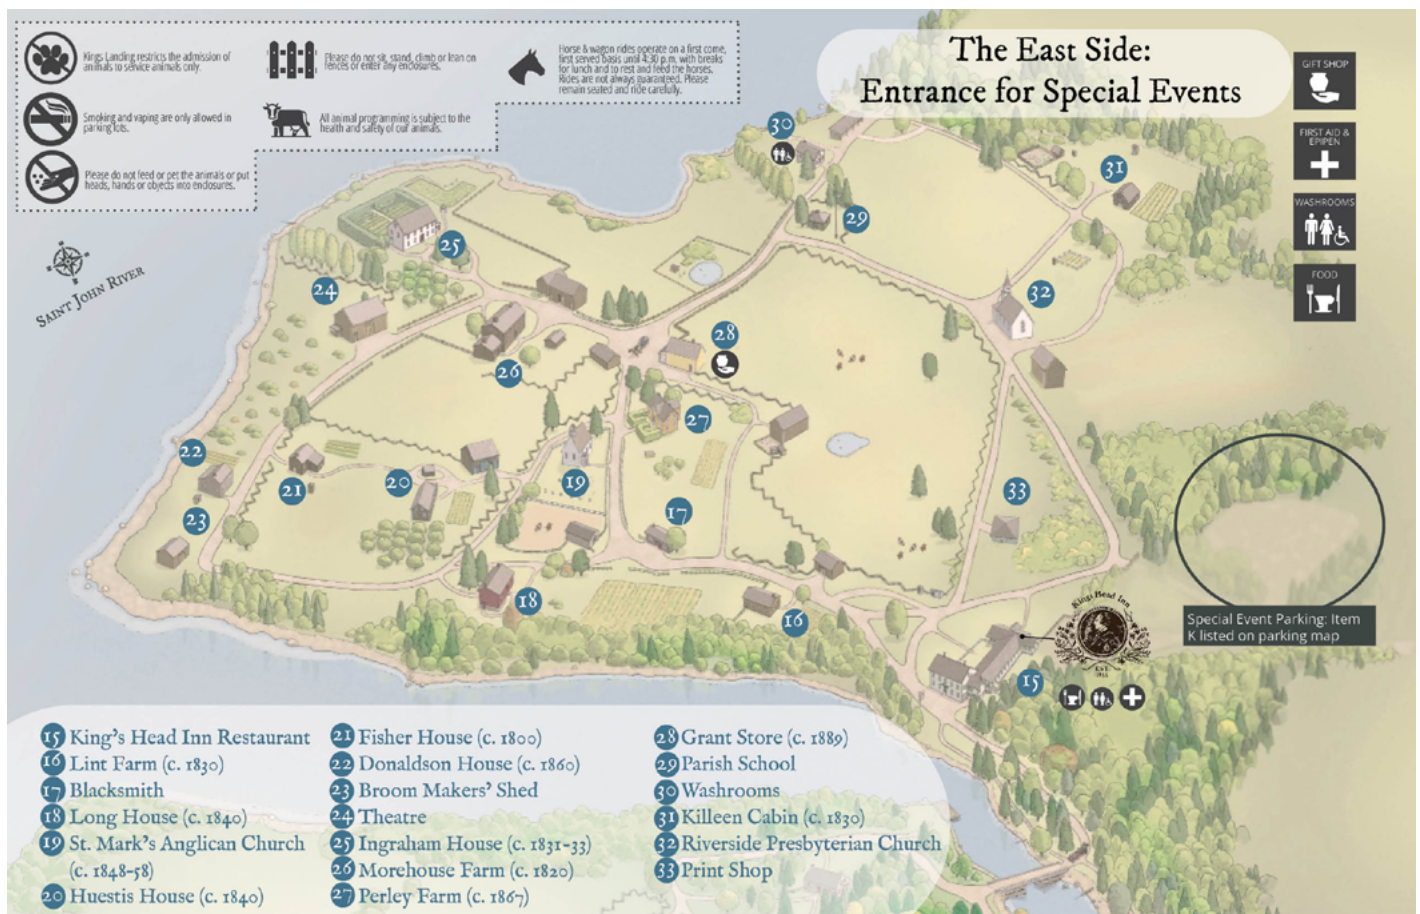 Kings Landing restricts the admission of
animals to service animals only.
Smoking and vaping are only allowed in
parking lots.
Please do not feed or pet the animals or put
heads, hands or objects into enclosures.
Please do not sit, stand, climb or lean on
fences or enter any enclosures.
All animal programming is subject to the
health and safety of our animals.
Horse & wagon rides operate on a first come,
first served basis until 4:30 p.m. with breaks
for lunch and to rest and feed the horses.
Rides are not always guaranteed. Please
remain seated and ride carefully.
The East Side:
Entrance for Special Events
GIFT SHOP
FIRST AID &
EPIPEN
WASHROOMS
FOOD
SAINT JOHN RIVER
30
31
29
25
24
32
28
26
27
22
21
20
19
33
23
17
18
16
15
Kings Head Inn
EST.
1855
Special Event Parking: Item
K listed on parking map
15 King's Head Inn Restaurant
16 Lint Farm (c. 1830)
17 Blacksmith
18 Long House (c. 1840)
19 St. Mark's Anglican Church
(c. 1848-58)
20 Huestis House (c. 1840)
21 Fisher House (c. 1800)
22 Donaldson House (c. 1860)
23 Broom Makers' Shed
24 Theatre
25 Ingraham House (c. 1831-33)
26 Morehouse Farm (c. 1820)
27 Perley Farm (c. 1867)
28 Grant Store (c. 1889)
29 Parish School
30 Washrooms
31 Killeen Cabin (c. 1830)
32 Riverside Presbyterian Church
33 Print Shop